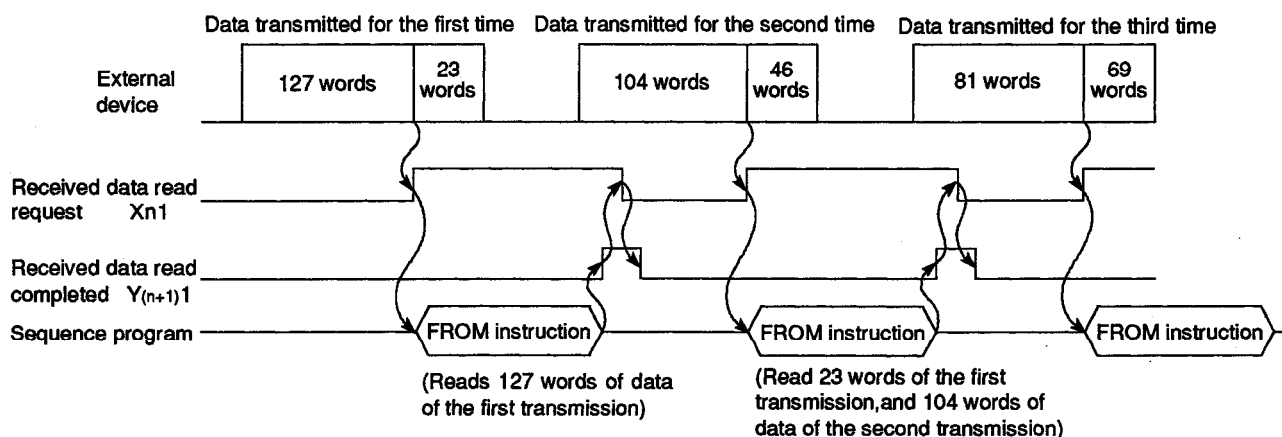 Data transmitted for the first time
Data transmitted for the second time
Data transmitted for the third time
External
device
127 words
23
words
104 words
46
words
81 words
69
words
Received data read
request Xn1
Received data read
completed Y(n+1)1
Sequence program
FROM instruction
FROM instruction
FROM instruction
(Reads 127 words of data
of the first transmission)
(Read 23 words of the first
transmission,and 104 words of
data of the second transmission)